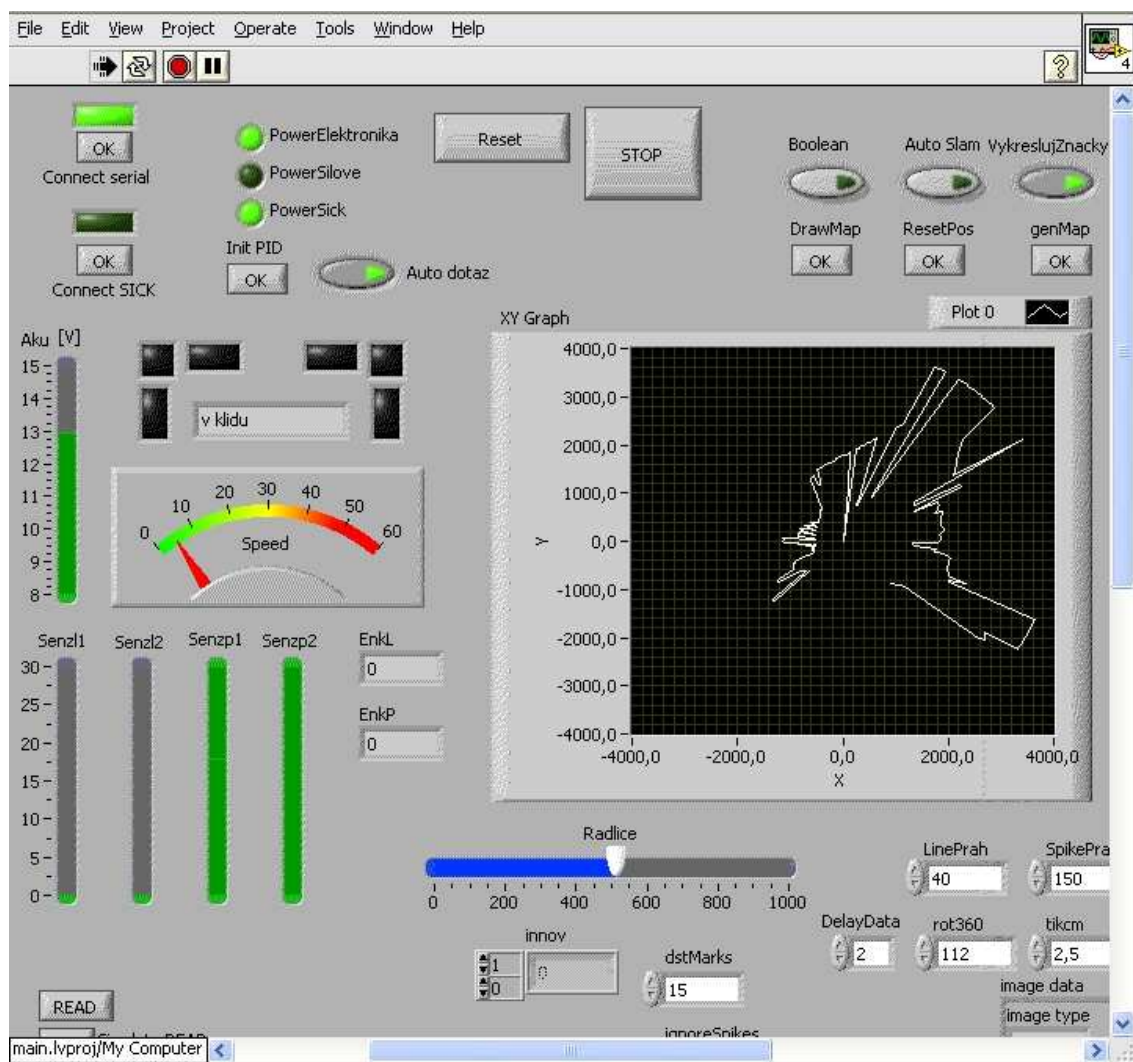 File Edit View Project Operate Tools Window Help
4
OK
Connect serial
PowerElektronika
PowerSilove
PowerSick
Reset
STOP
Boolean
Auto Slam
VykreslujZnacky
OK
Connect SICK
Init PID
OK
Auto dotaz
DrawMap
ResetPos
genMap
OK
OK
OK
Aku [V]
15
14
13
12
11
10
9
8
v klidu
0 10 20 30 40 50 60
Speed
XY Graph
Plot 0
4000,0
3000,0
2000,0
1000,0
0,0
-1000,0
-2000,0
-3000,0
-4000,0
Y
-4000,0 -2000,0 0,0 2000,0 4000,0
X
Senzl1 Senzl2 Senzp1 Senzp2
30
25
20
15
10
5
0
EnkL
0
EnkP
0
Radlice
0 200 400 600 800 1000
LinePrah
40
SpikePra
150
DelayData
2
rot360
112
tikcm
2,5
innov
1
0
0
dstMarks
15
image data
image type
READ
ignoreSpikes
main.lvproj/My Computer